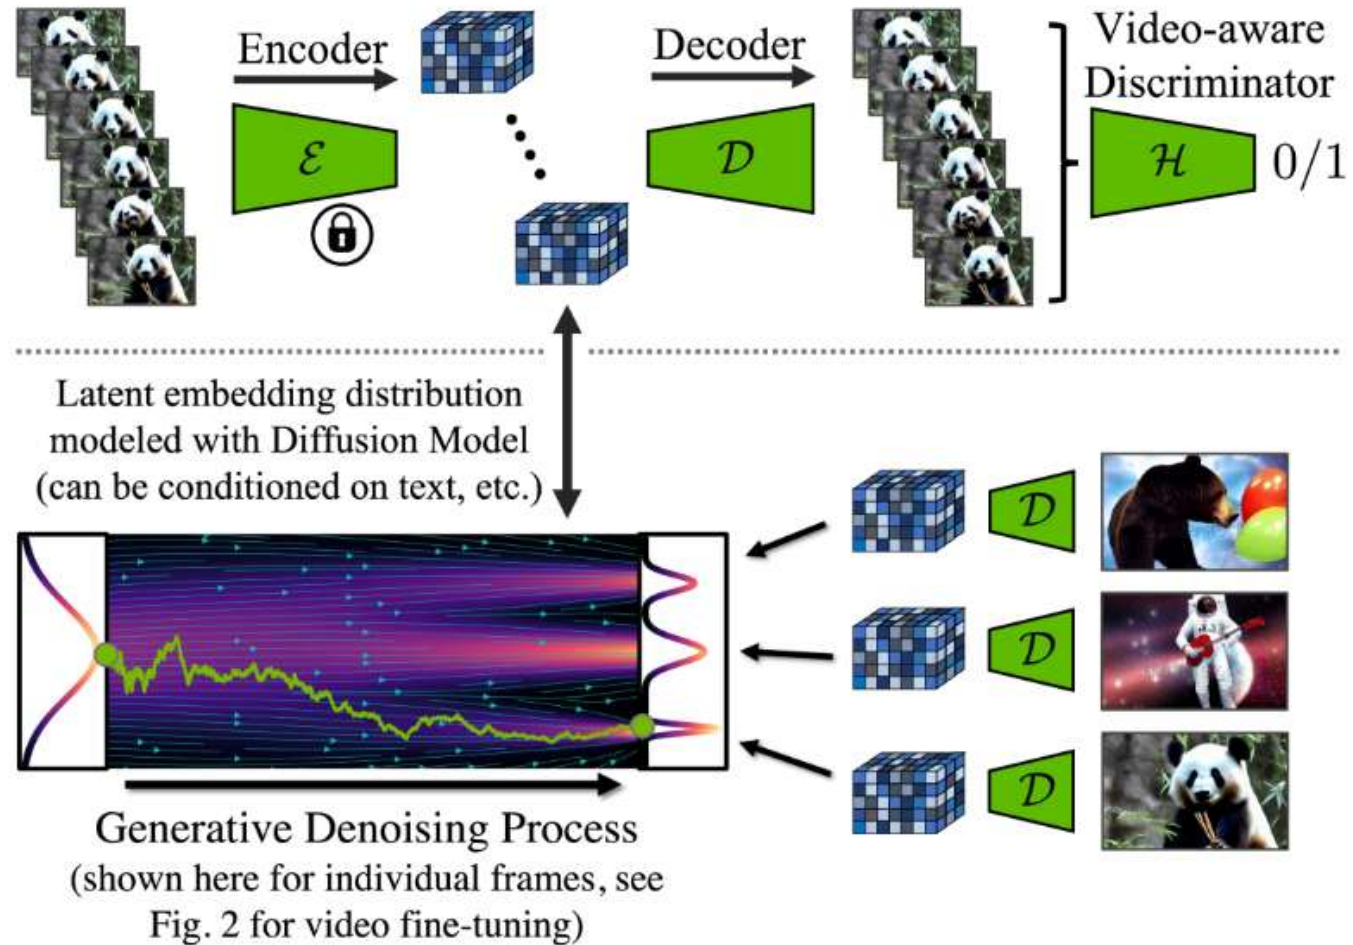 Encoder
Decoder
Video-aware
Discriminator
ℰ
𝒟
ℋ
0/1
Latent embedding distribution
modeled with Diffusion Model
(can be conditioned on text, etc.)
𝒟
𝒟
𝒟
Generative Denoising Process
(shown here for individual frames, see
Fig. 2 for video fine-tuning)